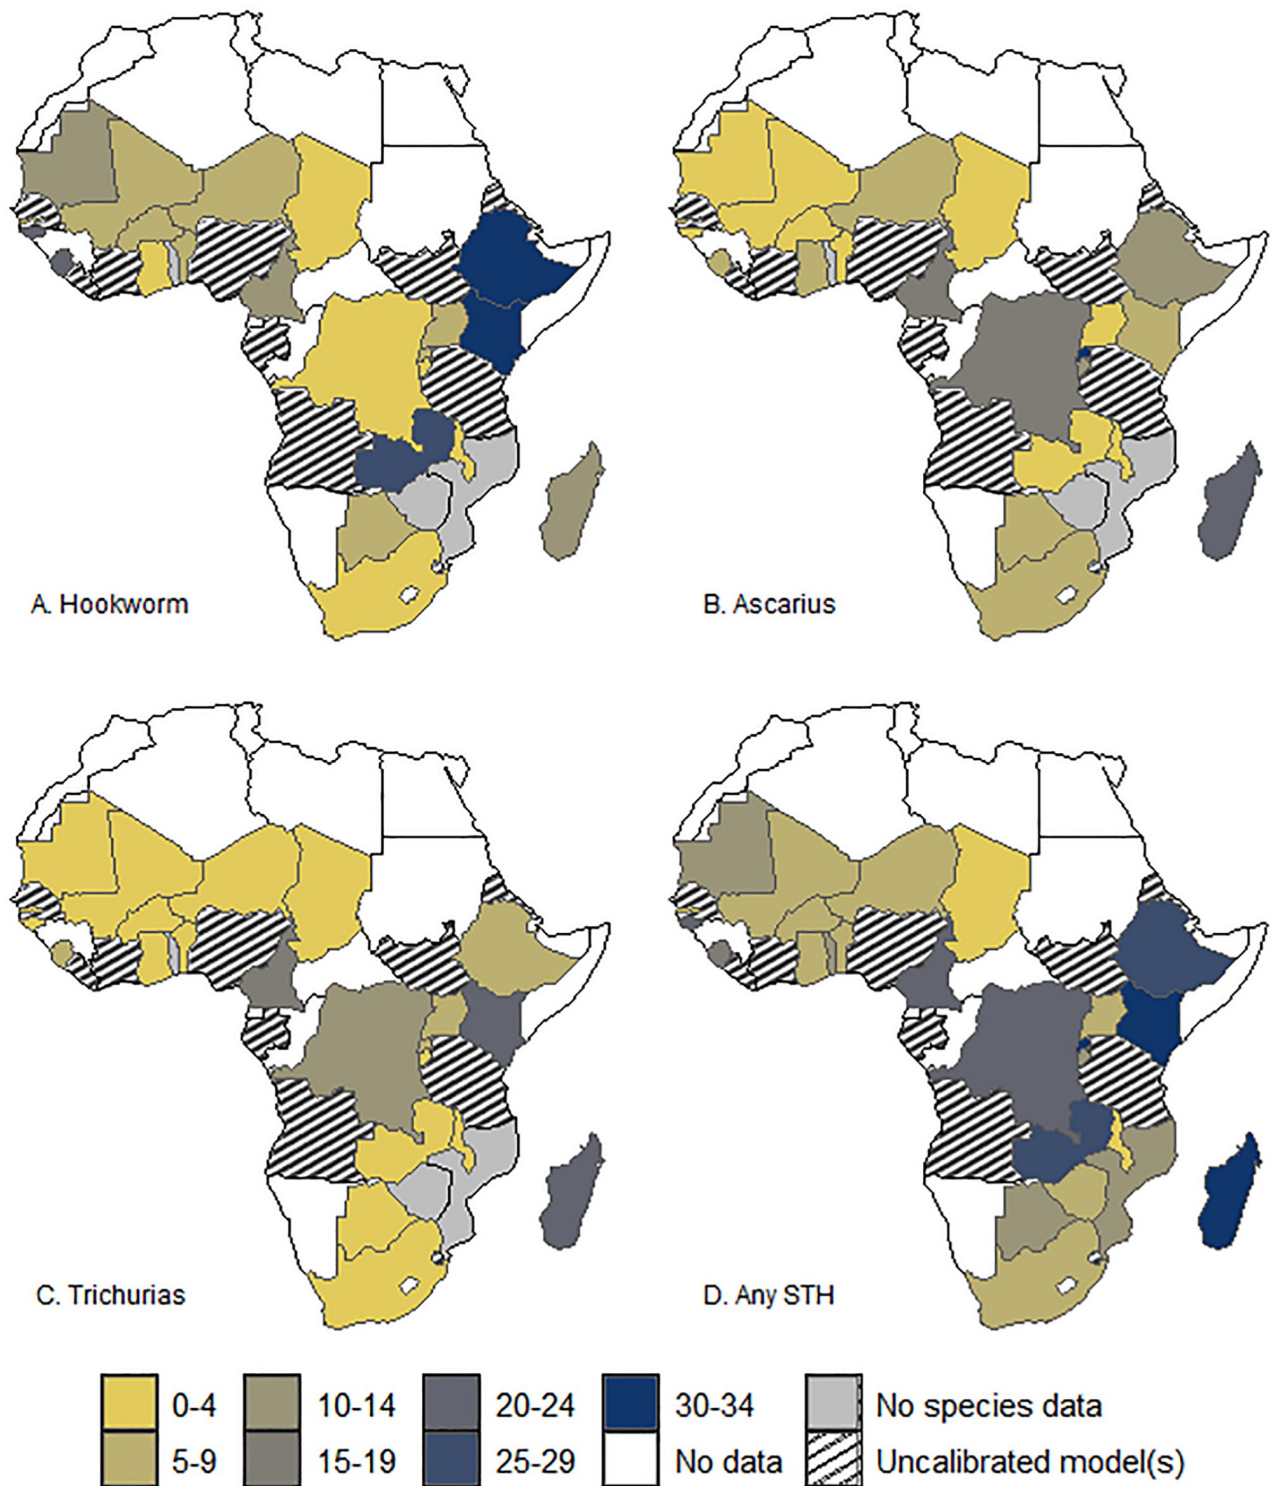 A. Hookworm
B. Ascarius
C. Trichurias
D. Any STH
0-4
10-14
20-24
30-34
No species data
5-9
15-19
25-29
No data
Uncalibrated model(s)